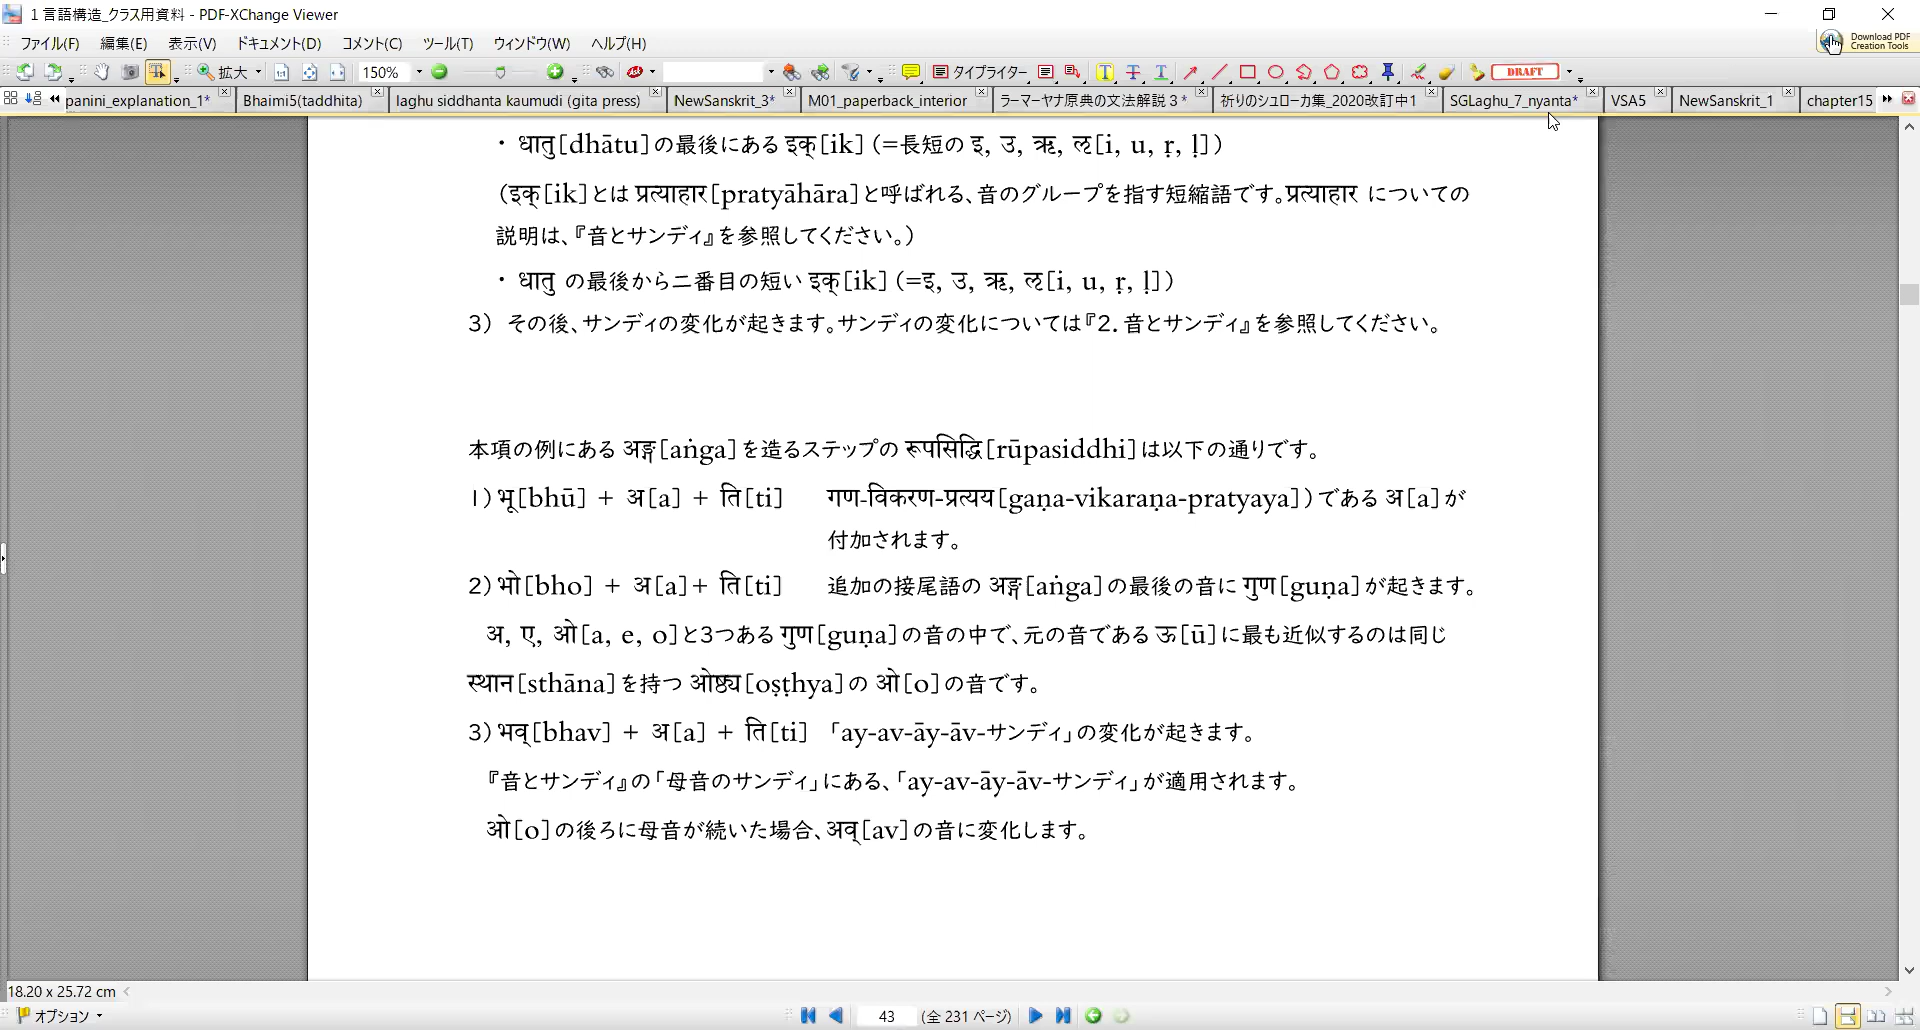 1 言語構造_クラス用資料 - PDF-XChange Viewer
ファイル(F) 編集(E) 表示(V) ドキュメント(D) コメント(C) ツール(T) ウィンドウ(W) ヘルプ(H)
Download PDF
Creation Tools
拡大 150% タイプライター DRAFT
panini_explanation_1* Bhaimi5(taddhita) laghu siddhanta kaumudi (gita press) NewSanskrit_3* M01_paperback_interior ラーマーヤナ原典の文法解説３* 祈りのシュローカ集_2020改訂中1 SGLaghu_7_nyanta* VSA5 NewSanskrit_1 chapter15
・ धातु[dhātu]の最後にある इक्[ik] (=長短の इ, उ, ऋ, ऌ[i, u, ṛ, ḷ])
(इक्[ik]とは प्रत्याहार[pratyāhāra]と呼ばれる、音のグループを指す短縮語です。प्रत्याहार についての
説明は、『音とサンディ』を参照してください。)
・ धातु の最後から二番目の短い इक्[ik] (=इ, उ, ऋ, ऌ[i, u, ṛ, ḷ])
3) その後、サンディの変化が起きます。サンディの変化については『2. 音とサンディ』を参照してください。
本項の例にある अङ्ग[aṅga]を造るステップの रूपसिद्धि[rūpasiddhi]は以下の通りです。
1) भू[bhū] + अ[a] + ति[ti] गण-विकरण-प्रत्यय[gaṇa-vikaraṇa-pratyaya])である अ[a]が
付加されます。
2) भो[bho] + अ[a]+ ति[ti] 追加の接尾語の अङ्ग[aṅga]の最後の音に गुण[guṇa]が起きます。
अ, ए, ओ[a, e, o]と3つある गुण[guṇa]の音の中で、元の音である ऊ[ū]に最も近似するのは同じ
स्थान[sthāna]を持つ ओष्ठ्य[oṣṭhya]の ओ[o]の音です。
3) भव्[bhav] + अ[a] + ति[ti] 「ay-av-āy-āv-サンディ」の変化が起きます。
『音とサンディ』の「母音のサンディ」にある、「ay-av-āy-āv-サンディ」が適用されます。
ओ[o]の後ろに母音が続いた場合、अव्[av]の音に変化します。
18.20 x 25.72 cm
オプション 43 (全 231 ページ)